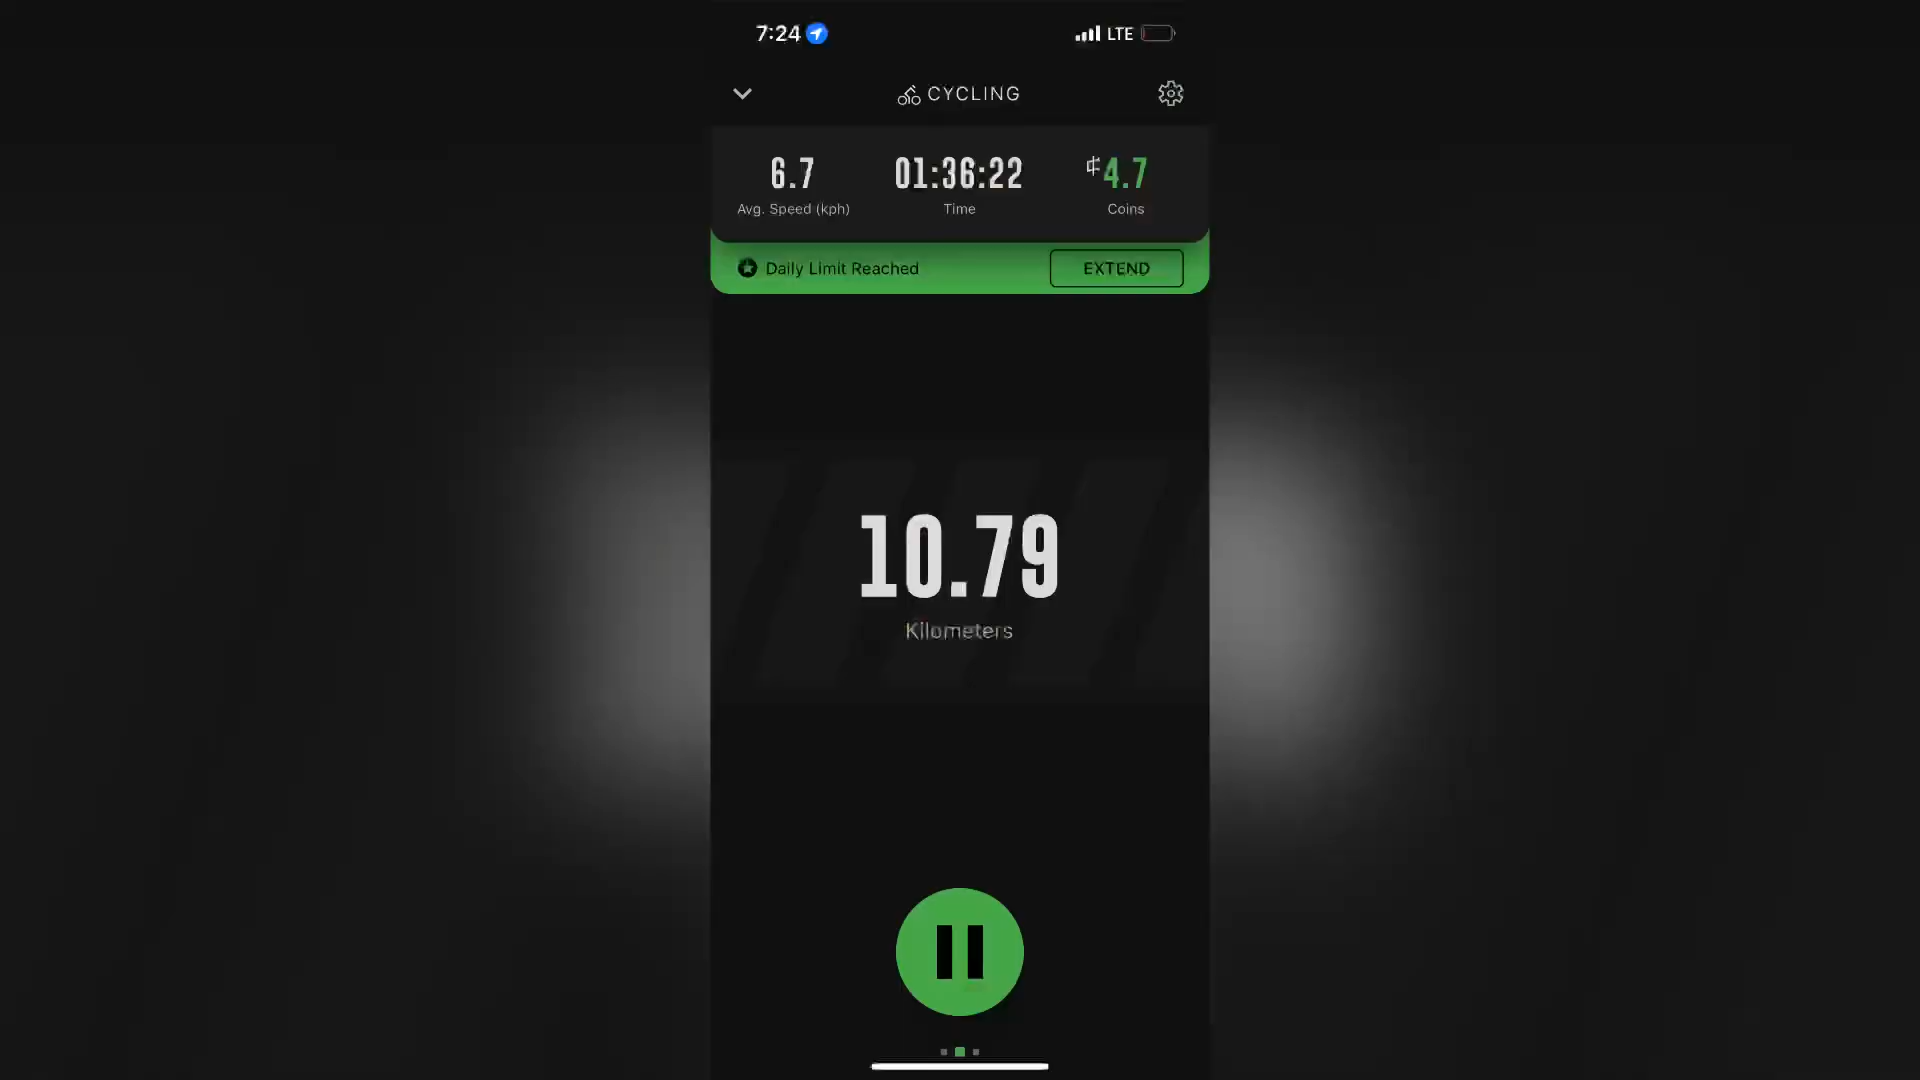 7:24 LTE
CYCLING
6.7 01:36:22 ₵4.7
Avg. Speed (kph) Time Coins
Daily Limit Reached EXTEND
10.79
Kilometers